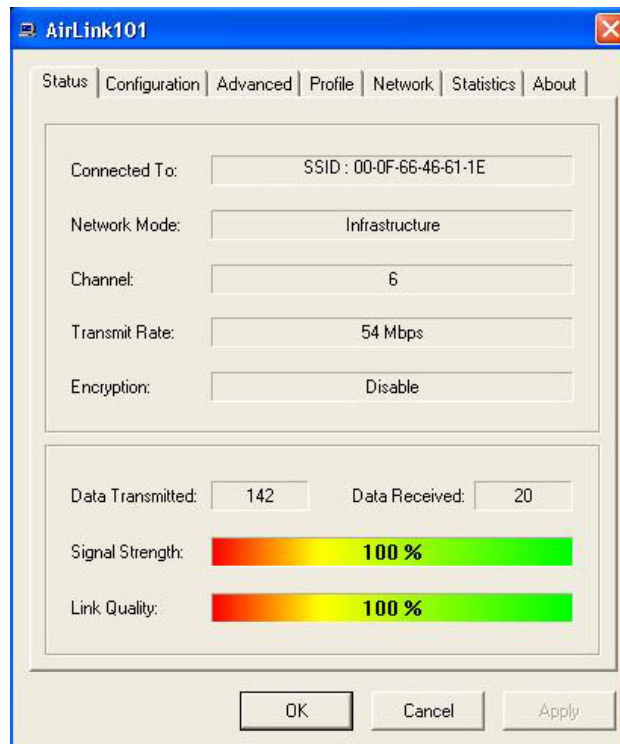 AirLink101
Status Configuration Advanced Profile Network Statistics About
Connected To: SSID : 00-0F-66-46-61-1E
Network Mode: Infrastructure
Channel: 6
Transmit Rate: 54 Mbps
Encryption: Disable
Data Transmitted: 142 Data Received: 20
Signal Strength: 100 %
Link Quality: 100 %
OK Cancel Apply